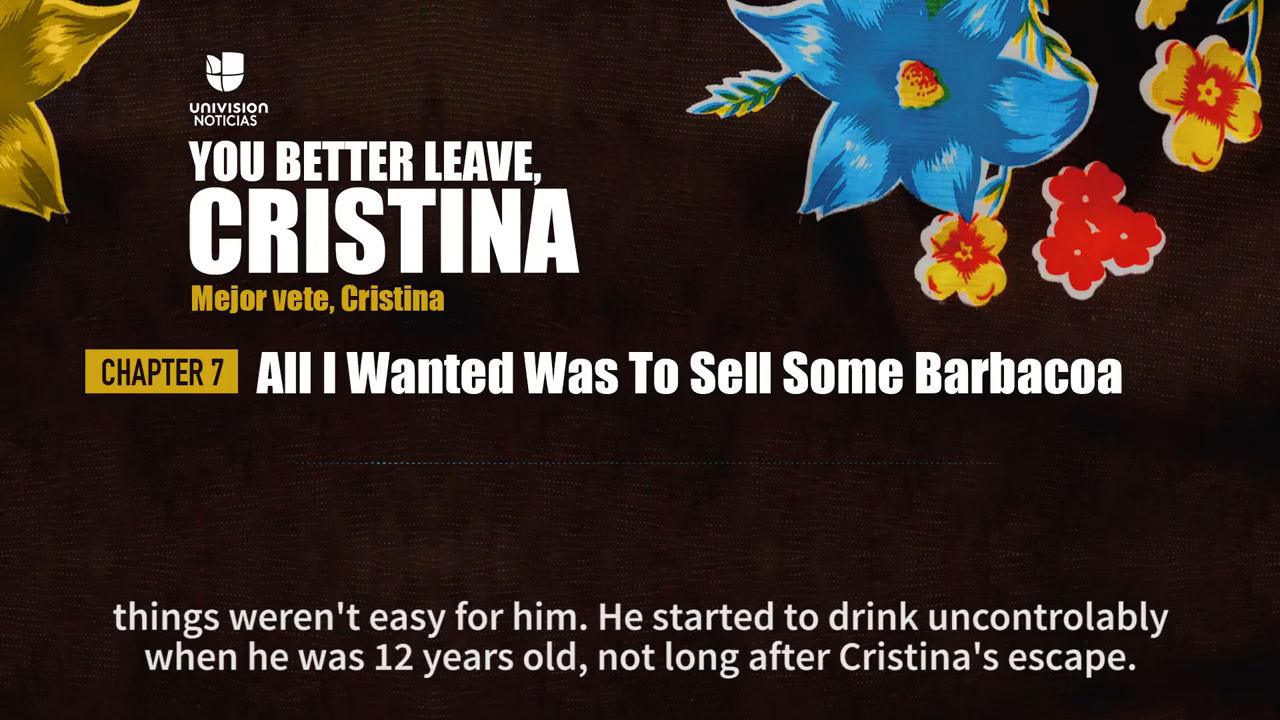 UNIVISION
NOTICIAS
YOU BETTER LEAVE,
CRISTINA
Mejor vete, Cristina
CHAPTER 7 All I Wanted Was To Sell Some Barbacoa
things weren't easy for him. He started to drink uncontrolably
when he was 12 years old, not long after Cristina's escape.